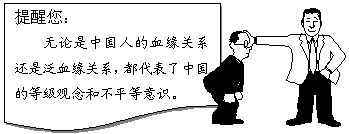 提醒您：
无论是中国人的血缘关系
还是泛血缘关系，都代表了中国
的等级观念和不平等意识。